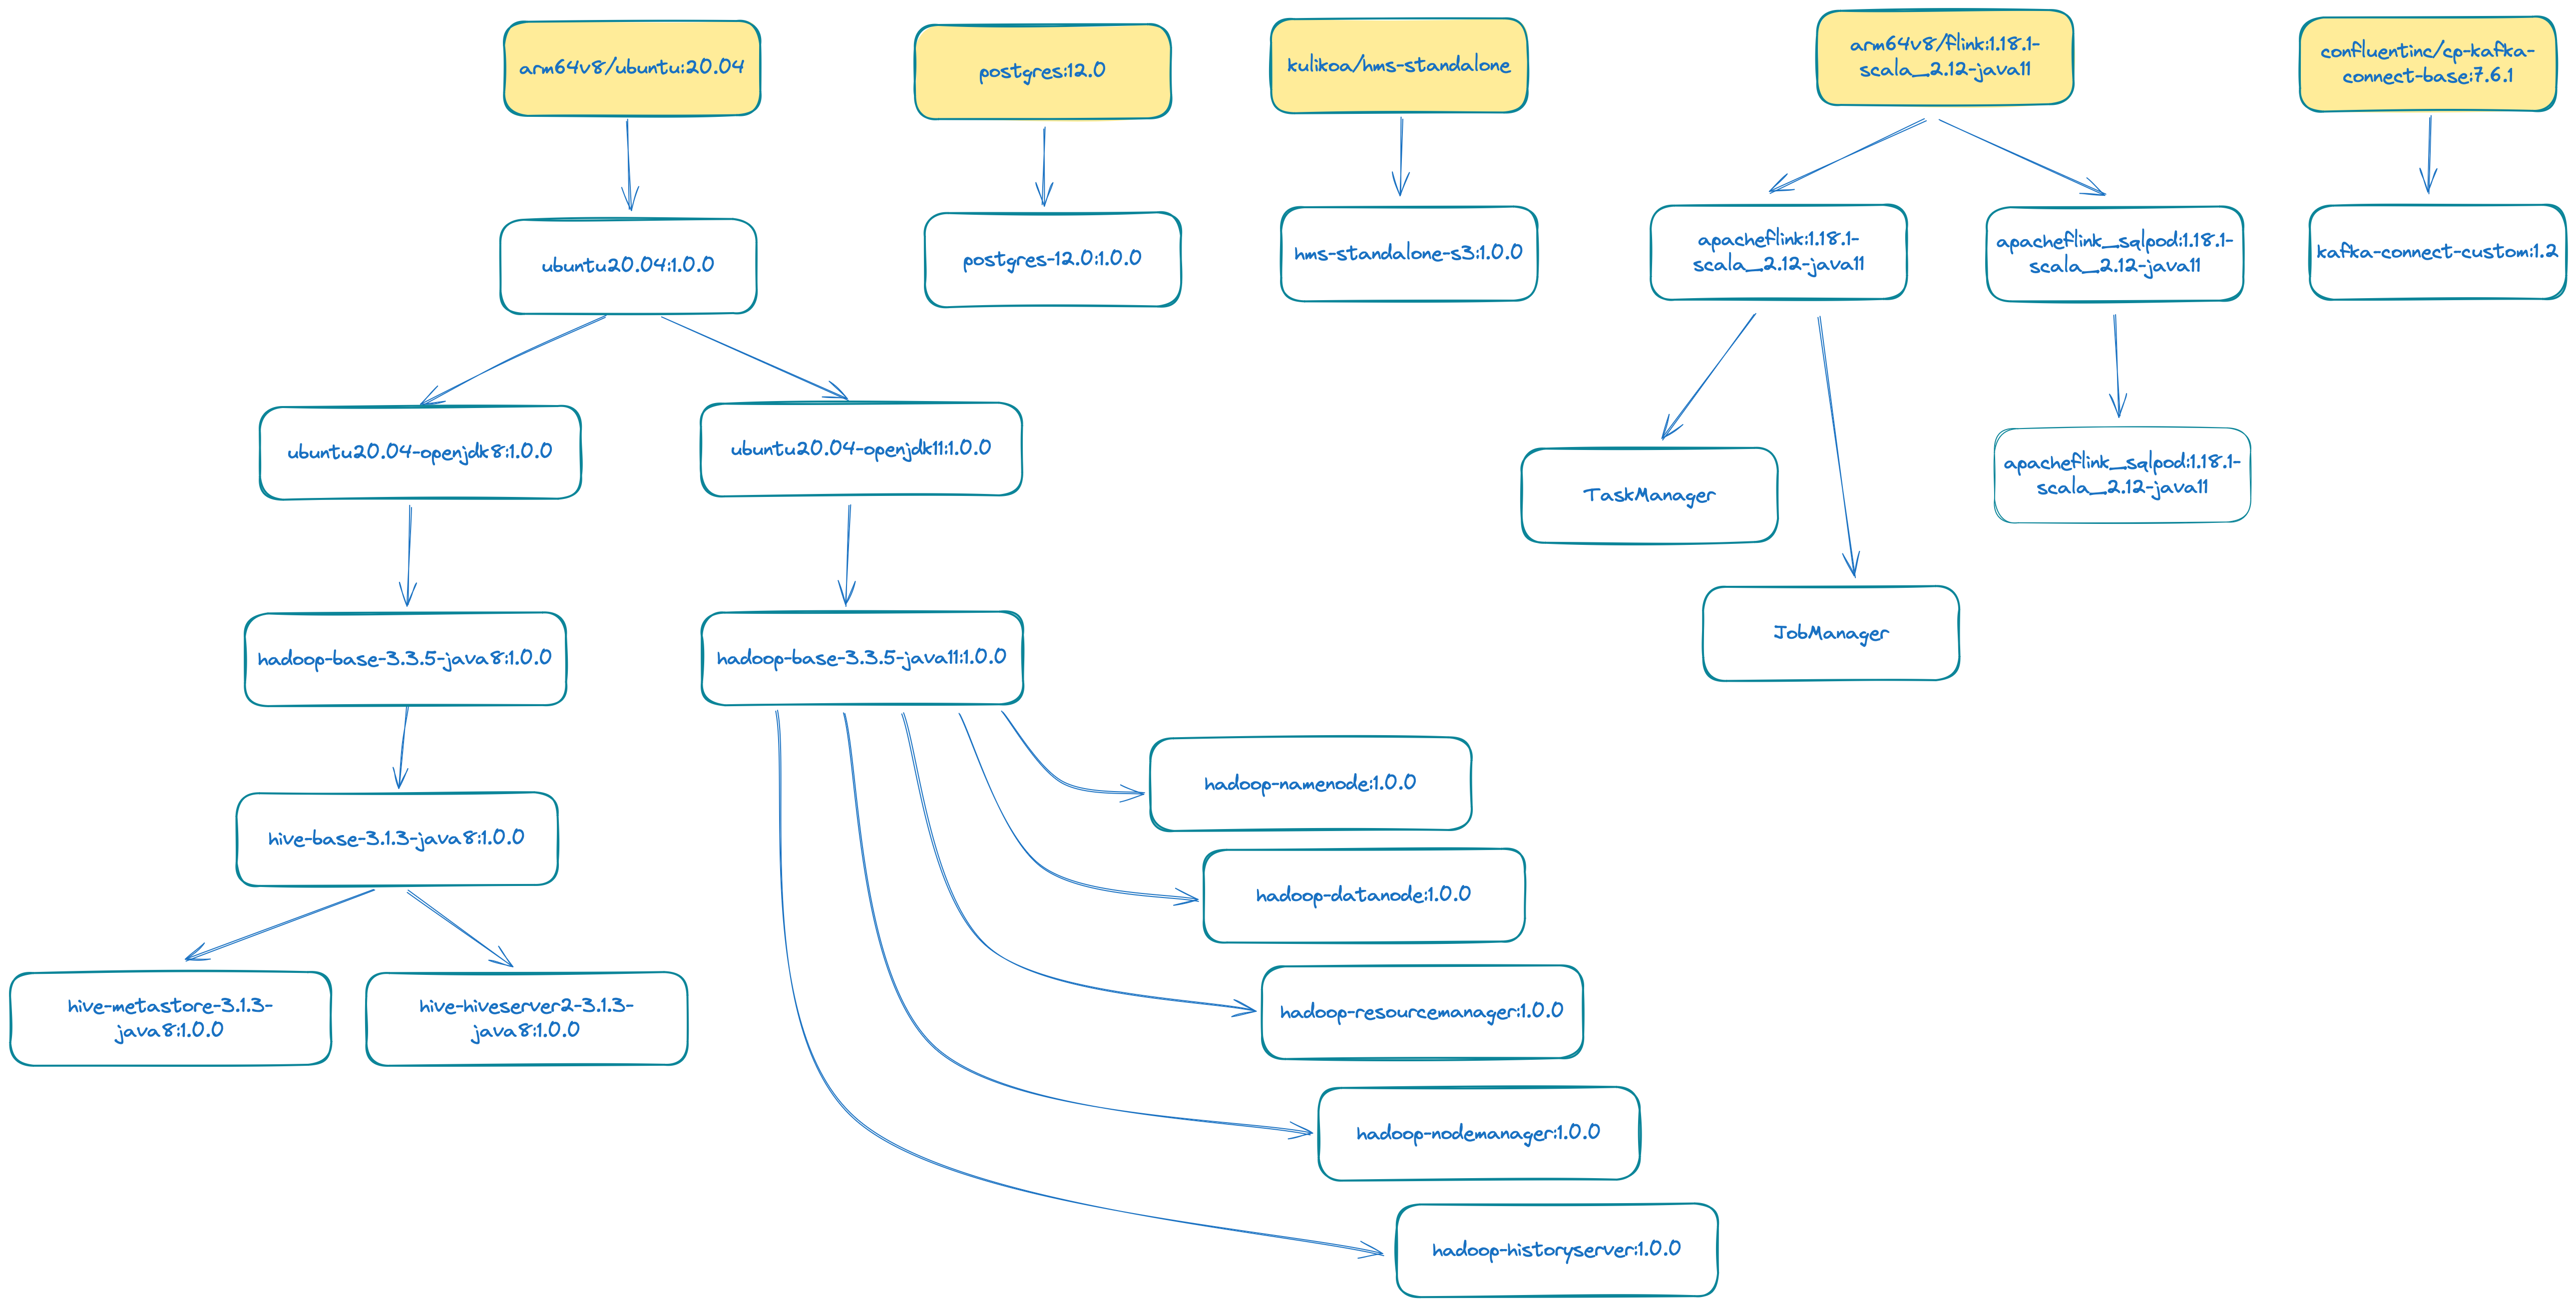 arm64v8/ubuntu:20.04
postgres:12.0
kulikoa/hms-standalone
arm64v8/flink:1.18.1-
scala_2.12-java11
confluentinc/cp-kafka-
connect-base:7.6.1
ubuntu20.04:1.0.0
postgres-12.0:1.0.0
hms-standalone-s3:1.0.0
apacheflink:1.18.1-
scala_2.12-java11
apacheflink_sqlpod:1.18.1-
scala_2.12-java11
kafka-connect-custom:1.2
ubuntu20.04-openjdk8:1.0.0
ubuntu20.04-openjdk11:1.0.0
TaskManager
apacheflink_sqlpod:1.18.1-
scala_2.12-java11
JobManager
hadoop-base-3.3.5-java8:1.0.0
hadoop-base-3.3.5-java11:1.0.0
hadoop-namenode:1.0.0
hive-base-3.1.3-java8:1.0.0
hadoop-datanode:1.0.0
hive-metastore-3.1.3-
java8:1.0.0
hive-hiveserver2-3.1.3-
java8:1.0.0
hadoop-resourcemanager:1.0.0
hadoop-nodemanager:1.0.0
hadoop-historyserver:1.0.0